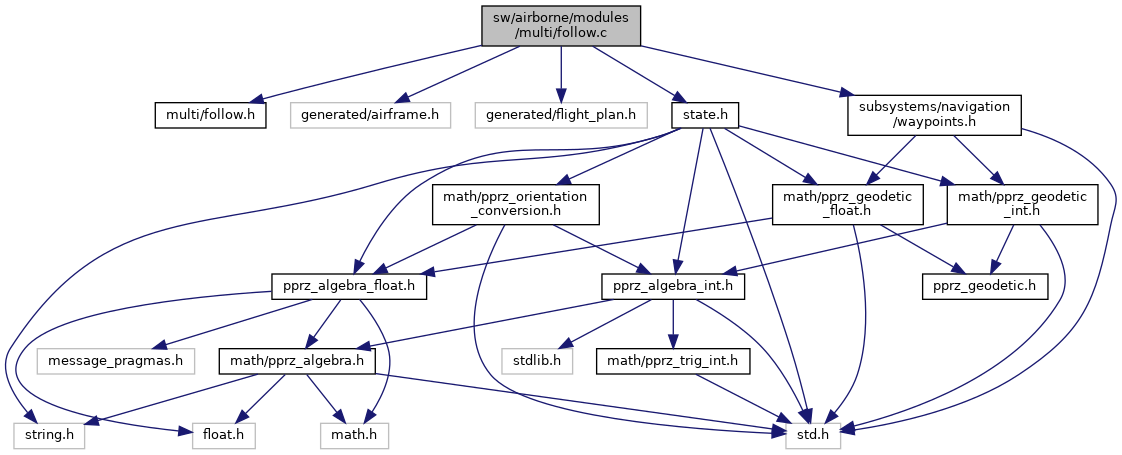 sw/airborne/modules
/multi/follow.c
multi/follow.h
generated/airframe.h
generated/flight_plan.h
state.h
subsystems/navigation
/waypoints.h
math/pprz_orientation
_conversion.h
math/pprz_geodetic
_float.h
math/pprz_geodetic
_int.h
pprz_algebra_float.h
pprz_algebra_int.h
pprz_geodetic.h
message_pragmas.h
math/pprz_algebra.h
stdlib.h
math/pprz_trig_int.h
string.h
float.h
math.h
std.h